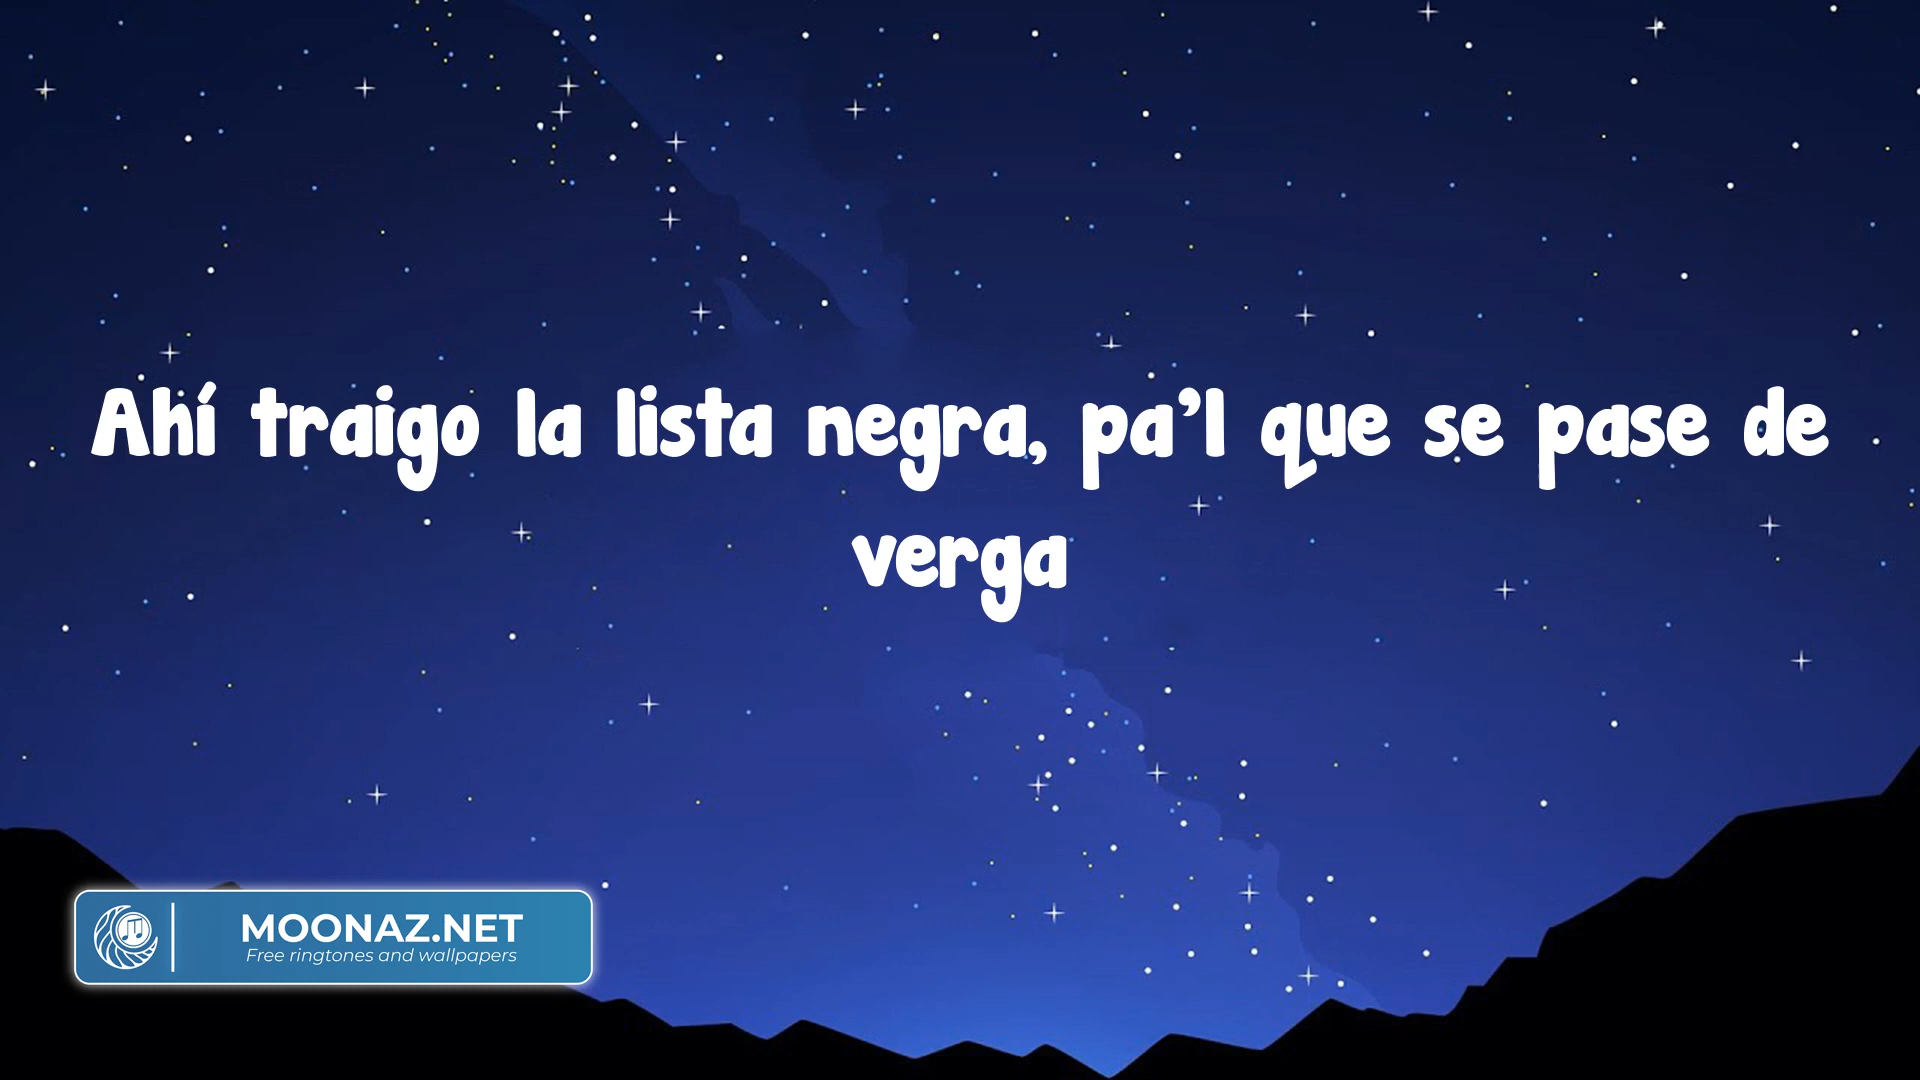 Ahí traigo la lista negra, pa’l que se pase de
verga
MOONAZ.NET
Free ringtones and wallpapers